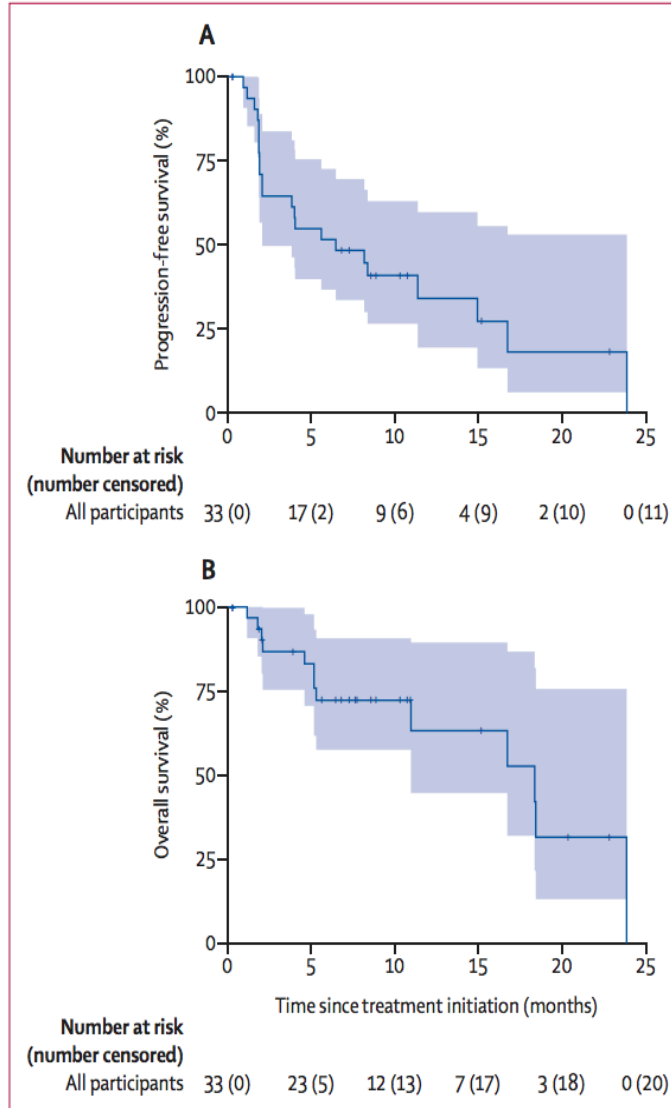 A
Progression-free survival (%)
100
75
50
25
0
0 5 10 15 20 25
Number at risk
(number censored)
All participants 33 (0) 17 (2) 9 (6) 4 (9) 2 (10) 0 (11)
B
Overall survival (%)
100
75
50
25
0
0 5 10 15 20 25
Time since treatment initiation (months)
Number at risk
(number censored)
All participants 33 (0) 23 (5) 12 (13) 7 (17) 3 (18) 0 (20)